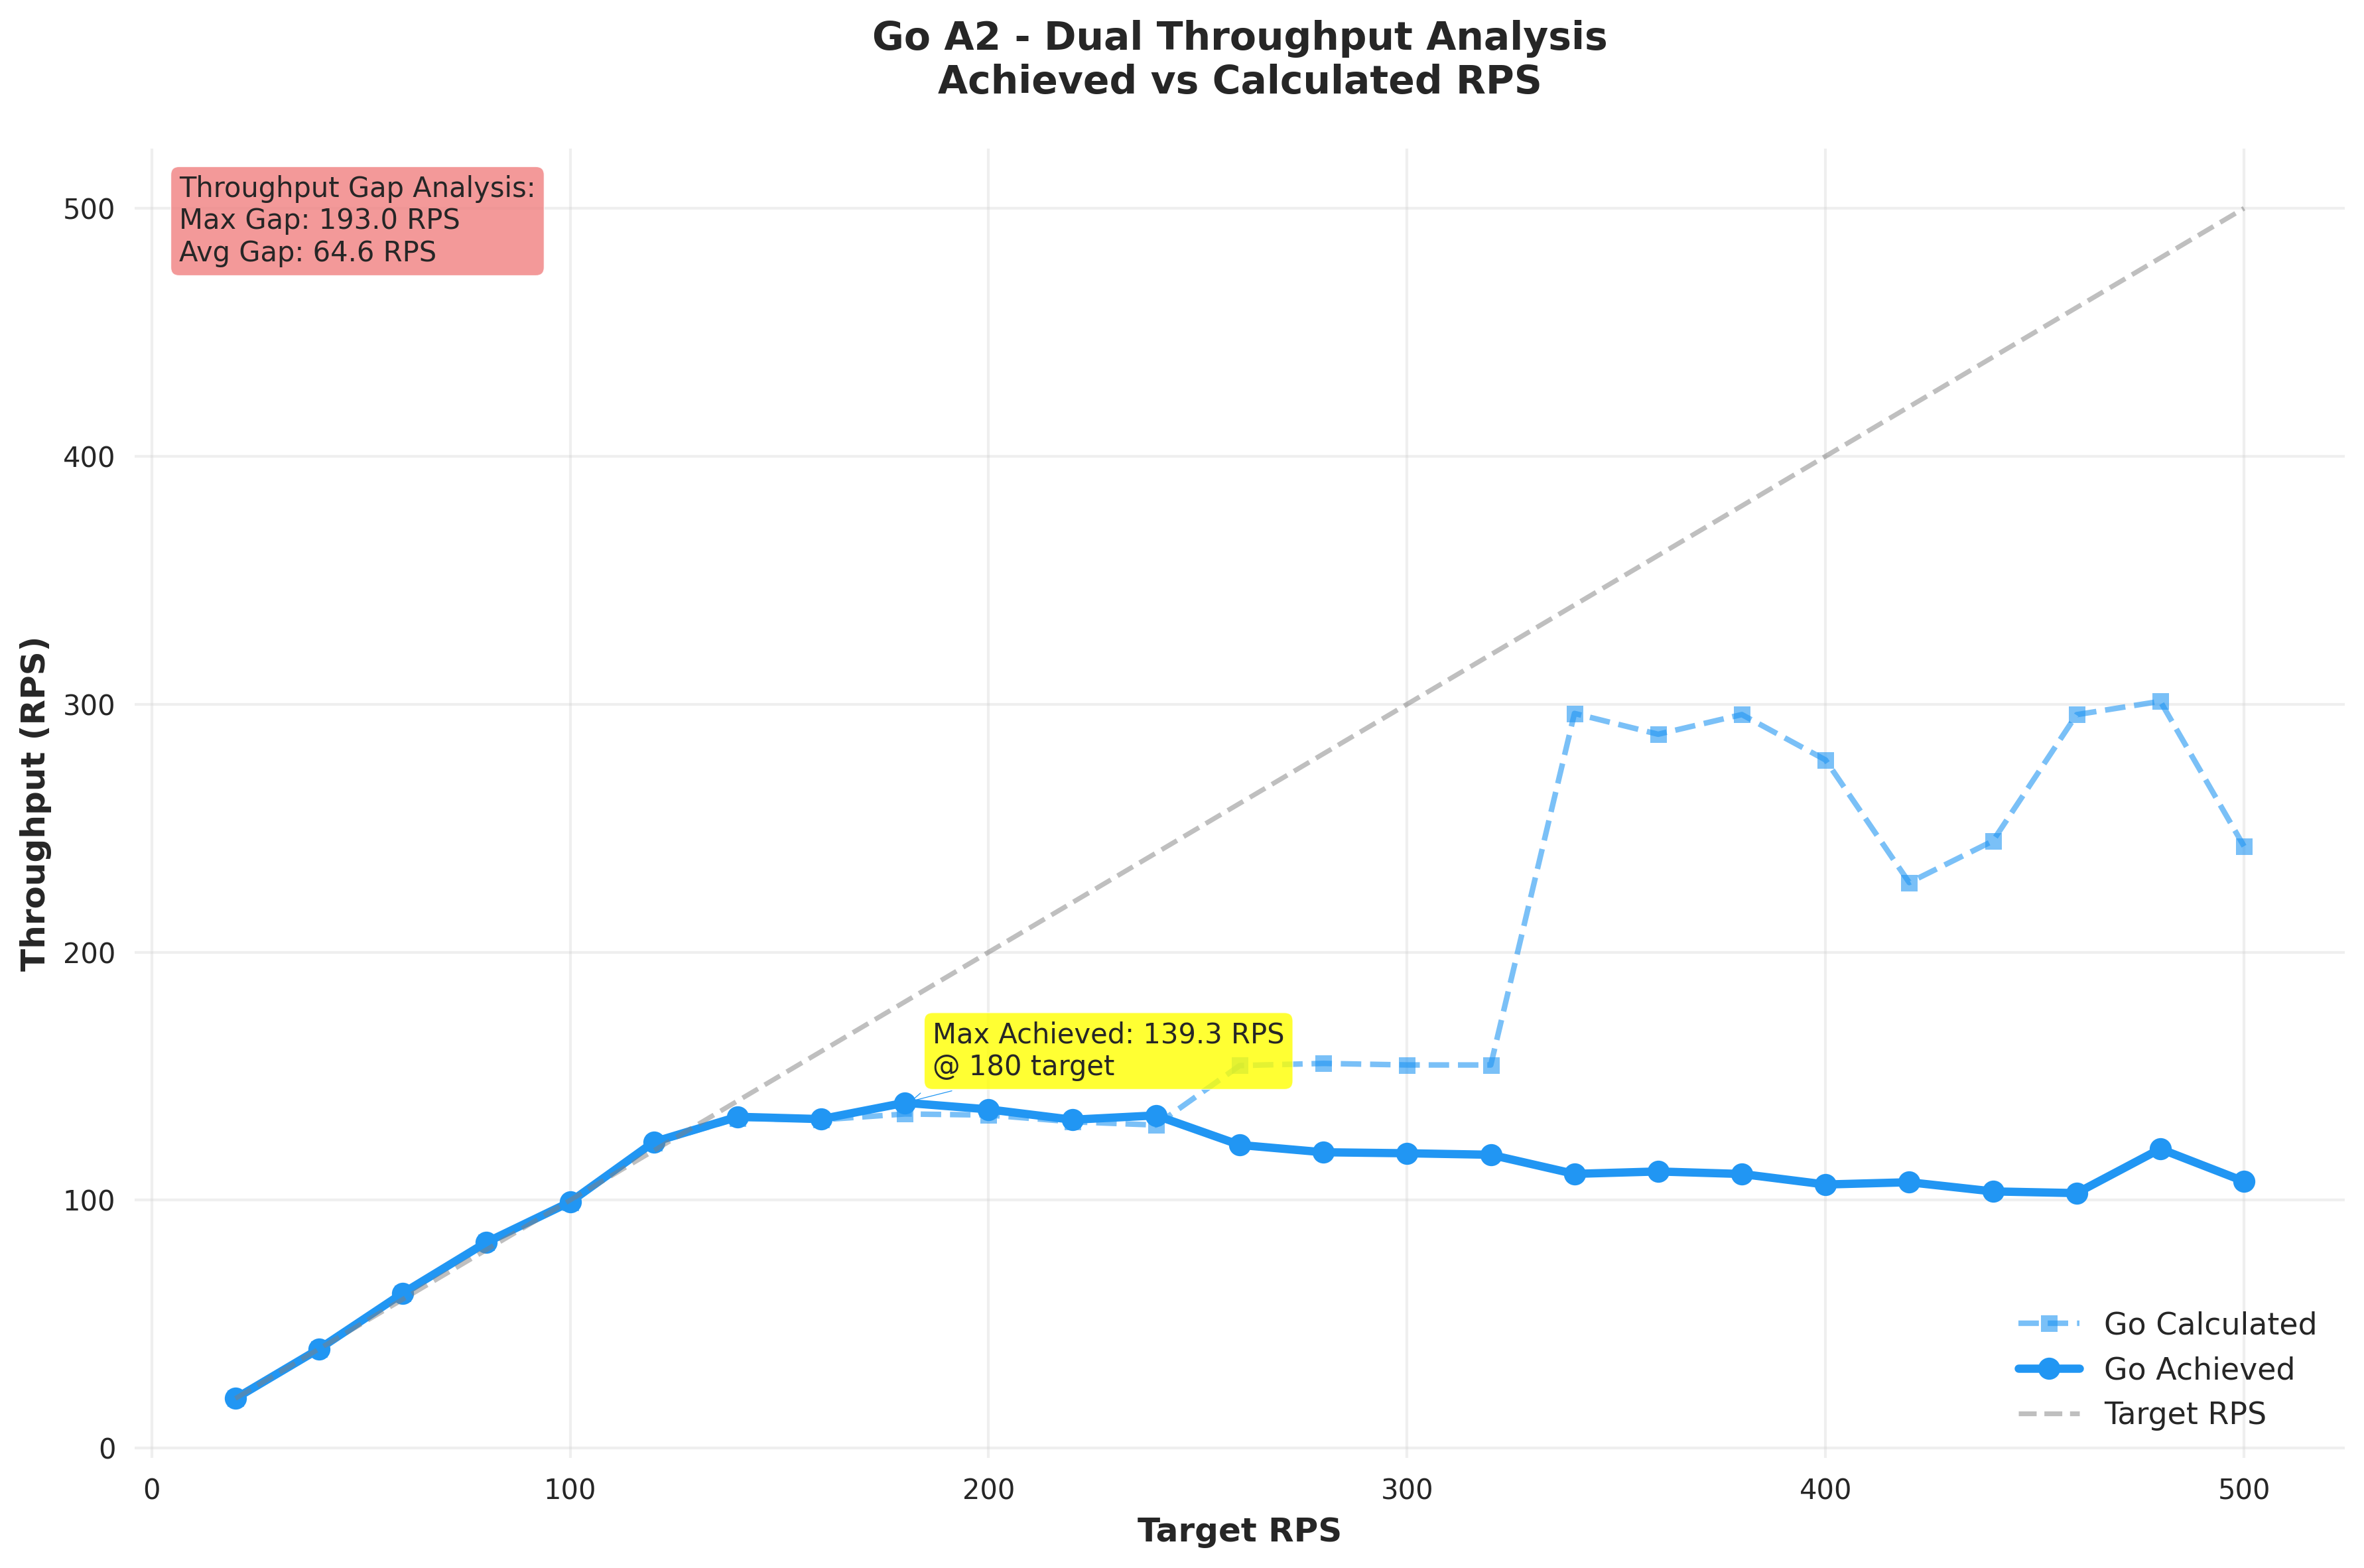 Go A2 - Dual Throughput Analysis
Achieved vs Calculated RPS
Throughput Gap Analysis:
Max Gap: 193.0 RPS
Avg Gap: 64.6 RPS
Throughput (RPS)
500
400
300
200
100
0
Max Achieved: 139.3 RPS
@ 180 target
Go Calculated
Go Achieved
Target RPS
0
100
200
300
400
500
Target RPS